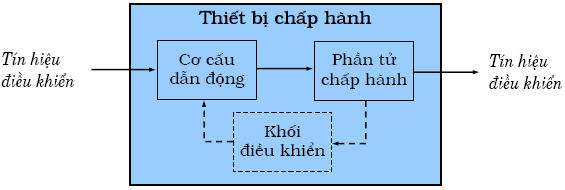 Thiết bị chấp hành
Tín hiệu
điều khiển
Cơ cấu
dẫn động
Phần tử
chấp hành
Tín hiệu
điều khiển
Khối
điều khiển